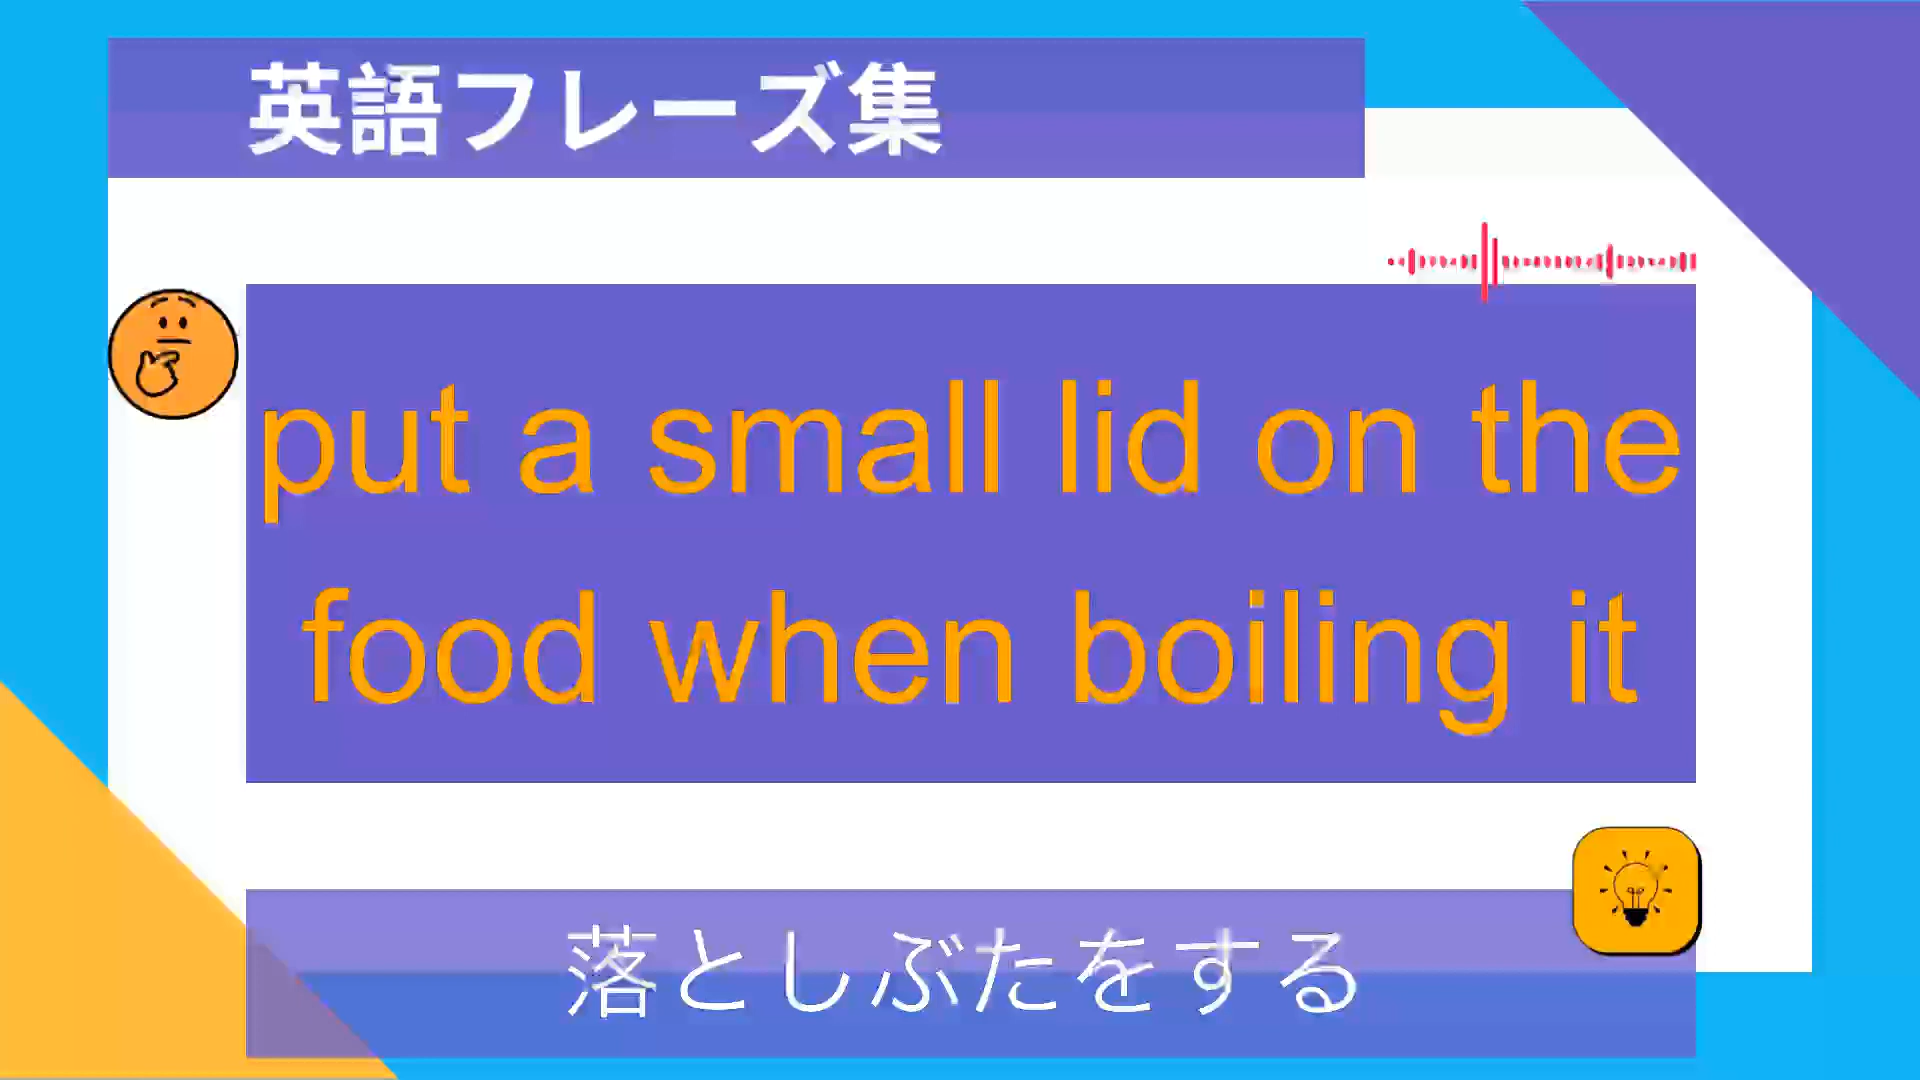 英語フレーズ集
put a small lid on the
food when boiling it
落としぶたをする